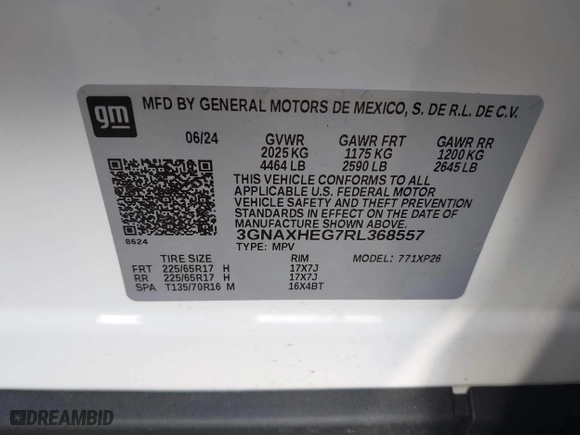 gm MFD BY GENERAL MOTORS DE MEXICO, S. DE R.L. DE C.V.
06/24 GVWR GAWR FRT GAWR RR
2025 KG 1175 KG 1200 KG
4464 LB 2590 LB 2645 LB
THIS VEHICLE CONFORMS TO ALL
APPLICABLE U.S. FEDERAL MOTOR
VEHICLE SAFETY AND THEFT PREVENTION
STANDARDS IN EFFECT ON THE DATE OF
MANUFACTURE SHOWN ABOVE.
8624 3GNAXHEG7RL368557
TYPE: MPV
TIRE SIZE RIM MODEL: 771XP26
FRT 225/65R17 H 17X7J
RR 225/65R17 H 17X7J
SPA T135/70R16 M 16X4BT
DREAMBID